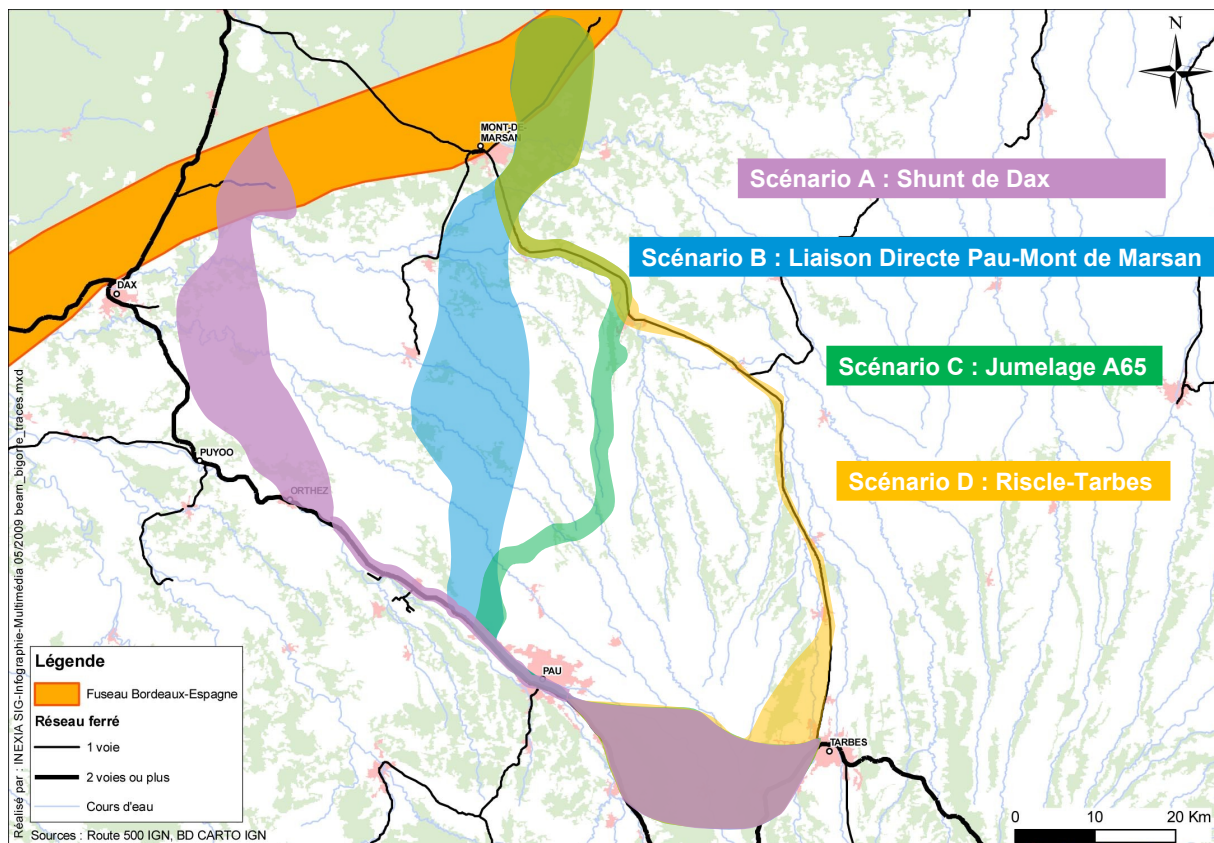 N
MONT-DE-
MARSAN
Scénario A : Shunt de Dax
Scénario B : Liaison Directe Pau-Mont de Marsan
DAX
Scénario C : Jumelage A65
PUYOO
Scénario D : Riscle-Tarbes
ORTHEZ
Réalisé par : INEXIA SIG-Infographie-Multimédia 05/2009 bearn_bigorre_traces.mxd
Légende
Fuseau Bordeaux-Espagne
Réseau ferré
1 voie
2 voies ou plus
Cours d'eau
PAU
TARBES
0 10 20 Km
Sources : Route 500 IGN, BD CARTO IGN